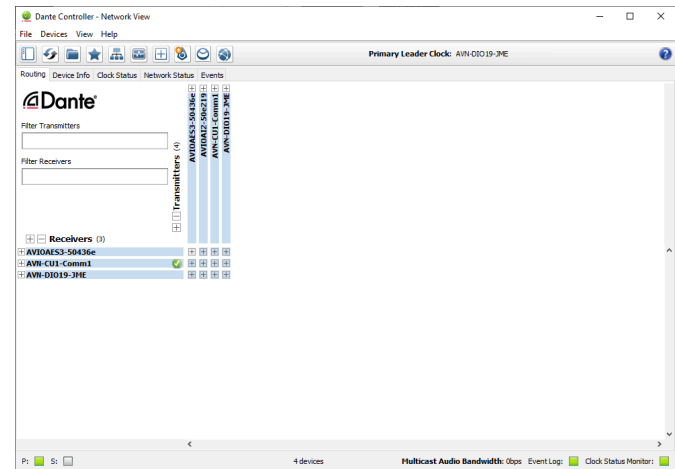 Dante Controller - Network View
File Devices View Help
Primary Leader Clock: AVN-DIO19-JME
Routing Device Info Clock Status Network Status Events
Dante
Filter Transmitters
Filter Receivers
Transmitters (4)
AVIOAES3-50436e
AVIOAI2-50e219
AVN-CU1-Comm1
AVN-DIO19-JME
Receivers (3)
AVIOAES3-50436e
AVN-CU1-Comm1
AVN-DIO19-JME
P: S: 4 devices Multicast Audio Bandwidth: 0bps Event Log: Clock Status Monitor: